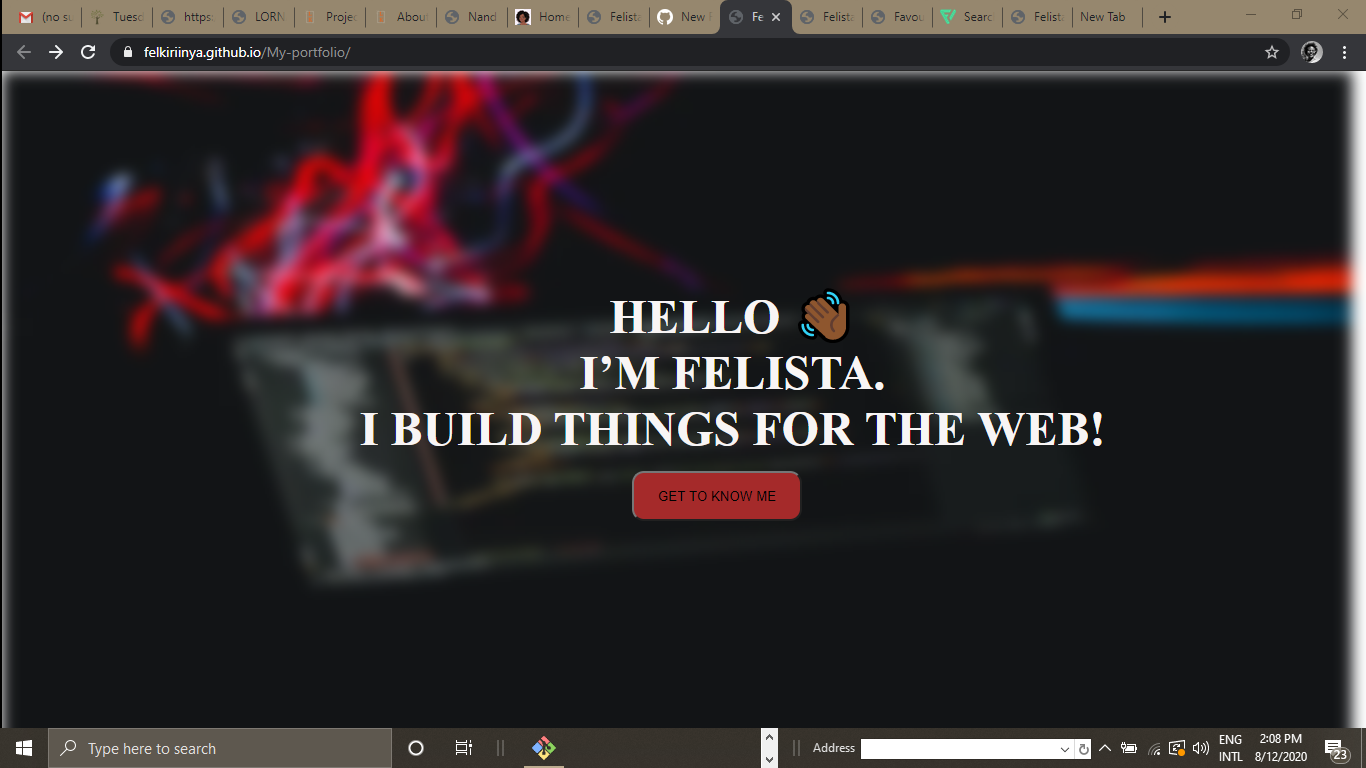 (no su
Tuesd
https:
LORN
Projec
About
Nand
Home
Felista
New R
Fe
Felista
Favou
Searc
Felista
New Tab
felkiriinya.github.io/My-portfolio/
HELLO 👋🏾
I’M FELISTA.
I BUILD THINGS FOR THE WEB!
GET TO KNOW ME
Type here to search
Address
ENG
INTL
2:08 PM
8/12/2020
23